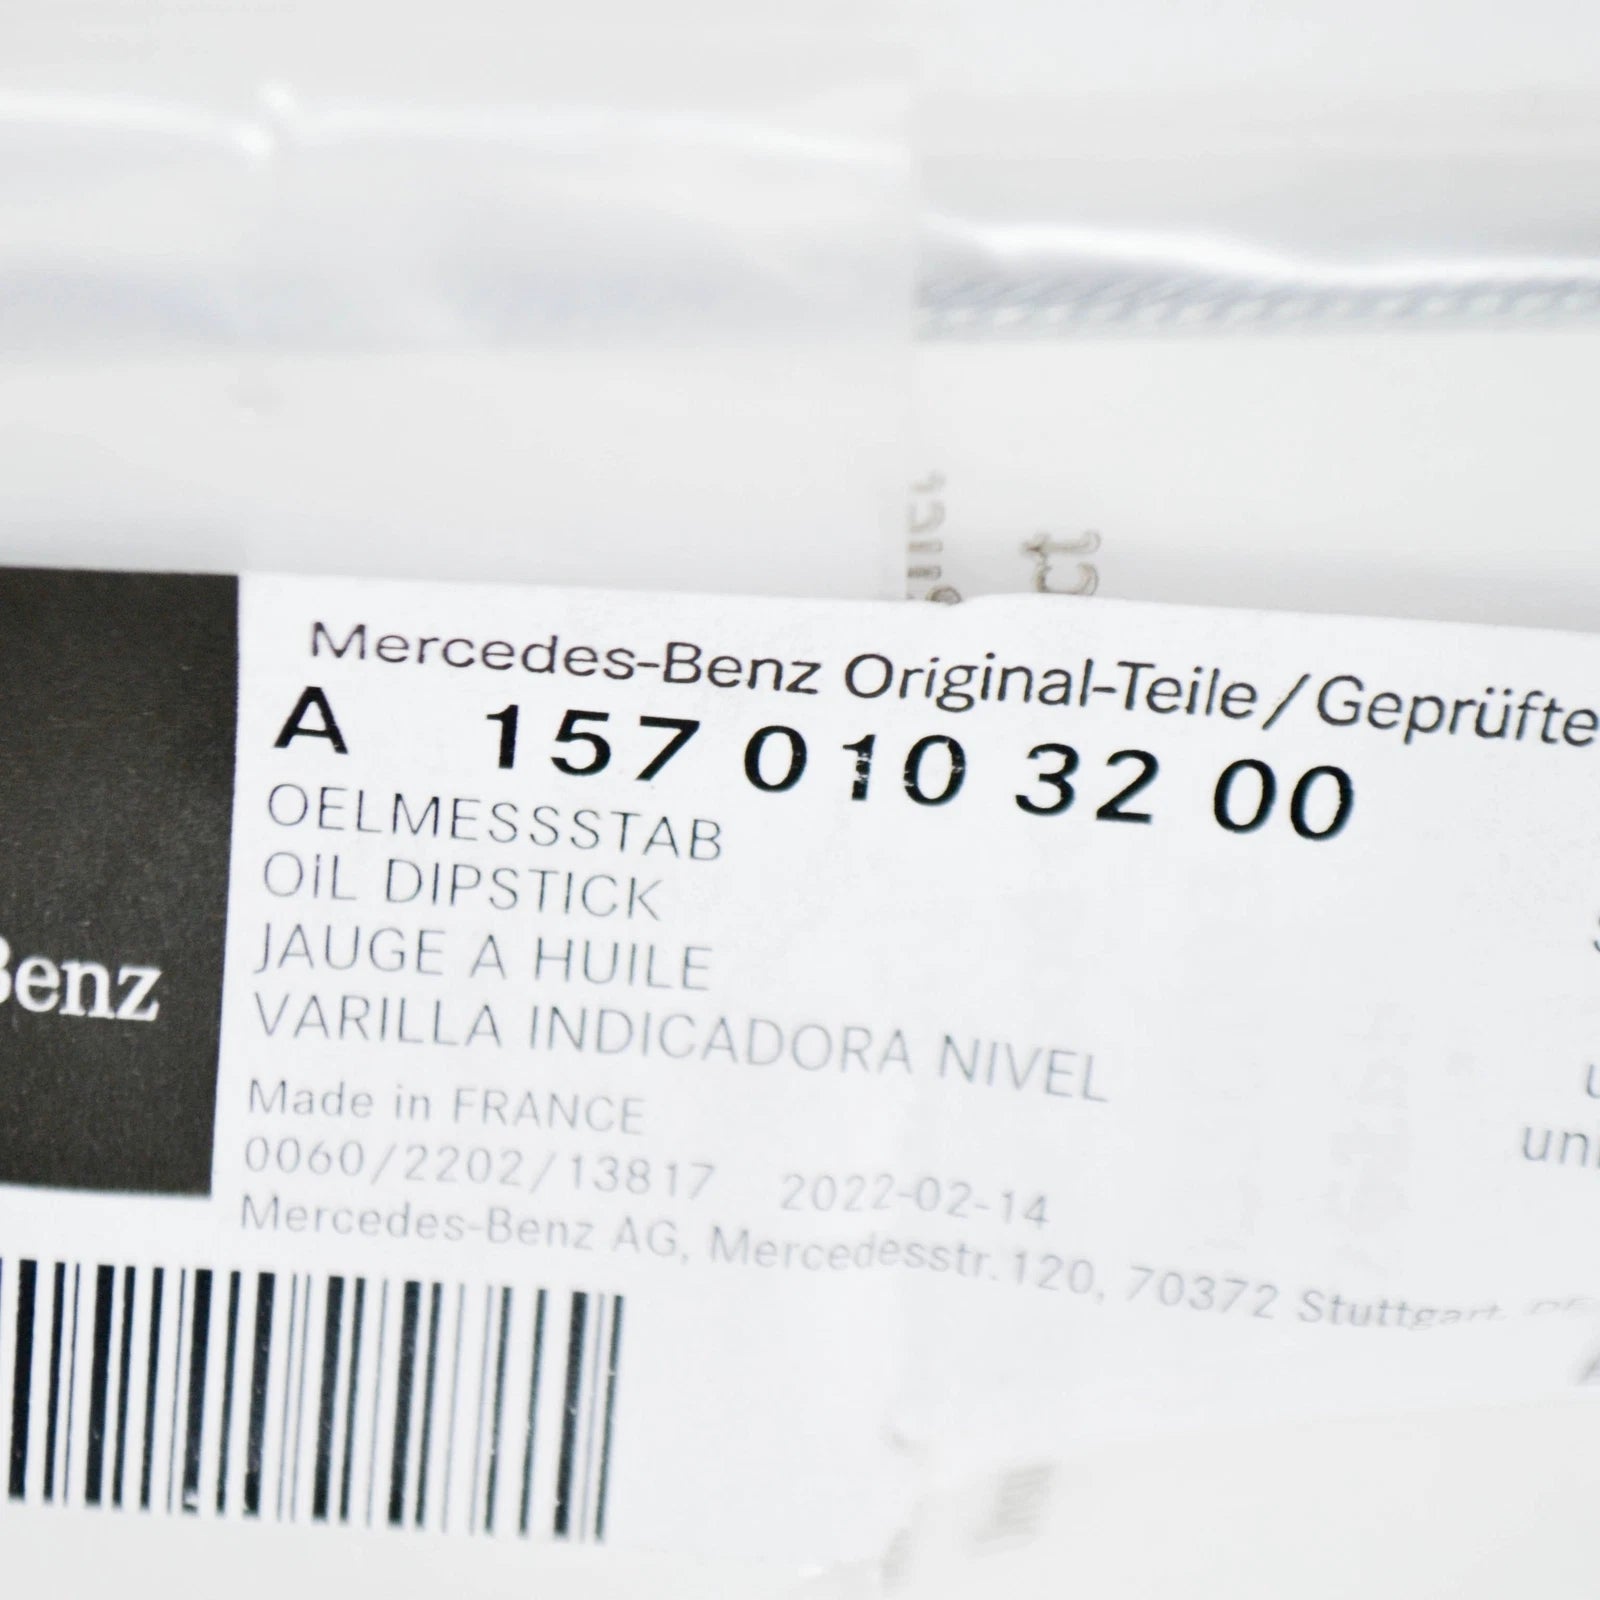 Mercedes-Benz Original-Teile/Geprüfte
A 157 010 32 00
OELMESSSTAB
OiL DIPSTICK
JAUGE A HUILE
VARILLA INDICADORA NIVEL
Made in FRANCE
0060/2202/13817 2022-02-14
Mercedes-Benz AG, Mercedesstr. 120, 70372 Stuttgart
Benz